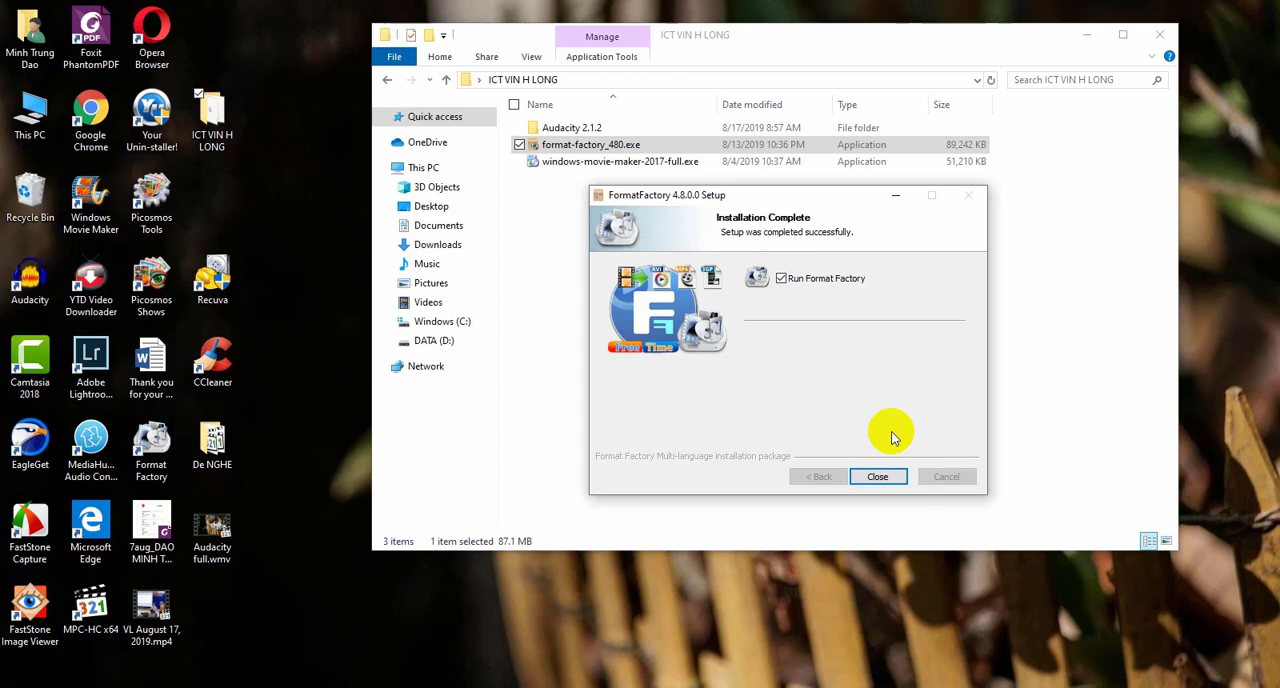 Minh Trung
Dao
Foxit
PhantomPDF
Opera
Browser
This PC
Google
Chrome
Your
Unin-staller!
ICT VIN H
LONG
Recycle Bin
Windows
Movie Maker
Picosmos
Tools
Audacity
YTD Video
Downloader
Picosmos
Shows
Recuva
Camtasia
2018
Adobe
Lightroo...
Thank you
for your ...
CCleaner
EagleGet
MediaHu...
Audio Con...
Format
Factory
De NGHE
FastStone
Capture
Microsoft
Edge
7aug_DAO
MINH T...
Audacity
full.wmv
FastStone
Image Viewer
MPC-HC x64
VL August 17,
2019.mp4
Manage
ICT VIN H LONG
File
Home
Share
View
Application Tools
ICT VIN H LONG
Search ICT VIN H LONG
Quick access
OneDrive
This PC
3D Objects
Desktop
Documents
Downloads
Music
Pictures
Videos
Windows (C:)
DATA (D:)
Network
Name
Date modified
Type
Size
Audacity 2.1.2
8/17/2019 8:57 AM
File folder
format-factory_480.exe
8/13/2019 10:36 PM
Application
89,242 KB
windows-movie-maker-2017-full.exe
8/4/2019 10:37 AM
Application
51,210 KB
FormatFactory 4.8.0.0 Setup
Installation Complete
Setup was completed successfully.
Free Time
Run Format Factory
Format Factory Multi-language installation package
< Back
Close
Cancel
3 items
1 item selected 87.1 MB